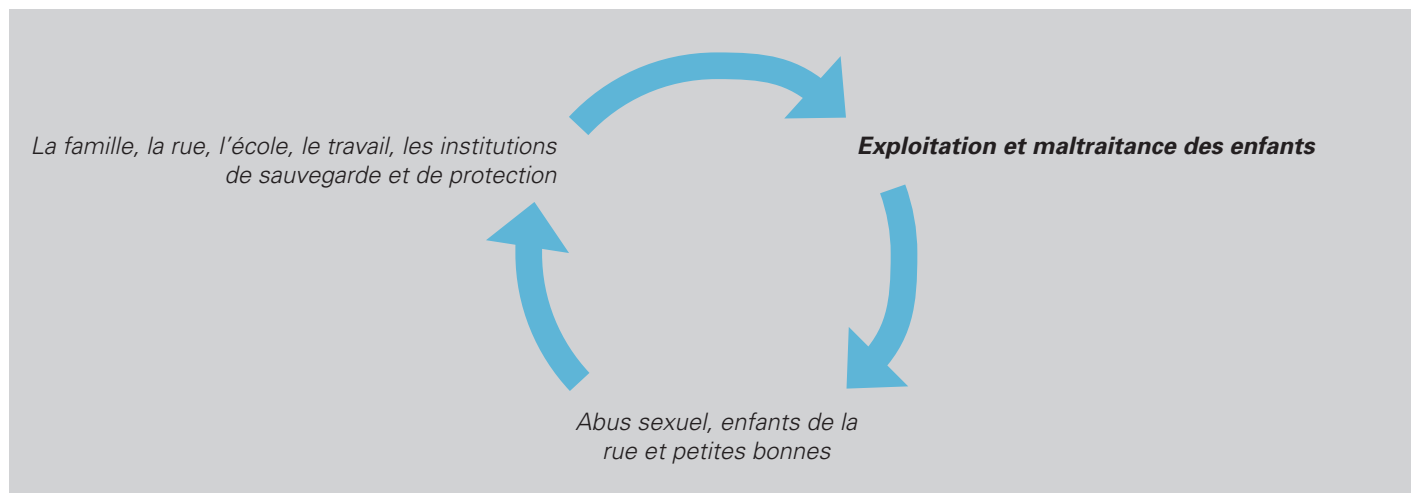 La famille, la rue, l’école, le travail, les institutions
de sauvegarde et de protection
Exploitation et maltraitance des enfants
Abus sexuel, enfants de la
rue et petites bonnes